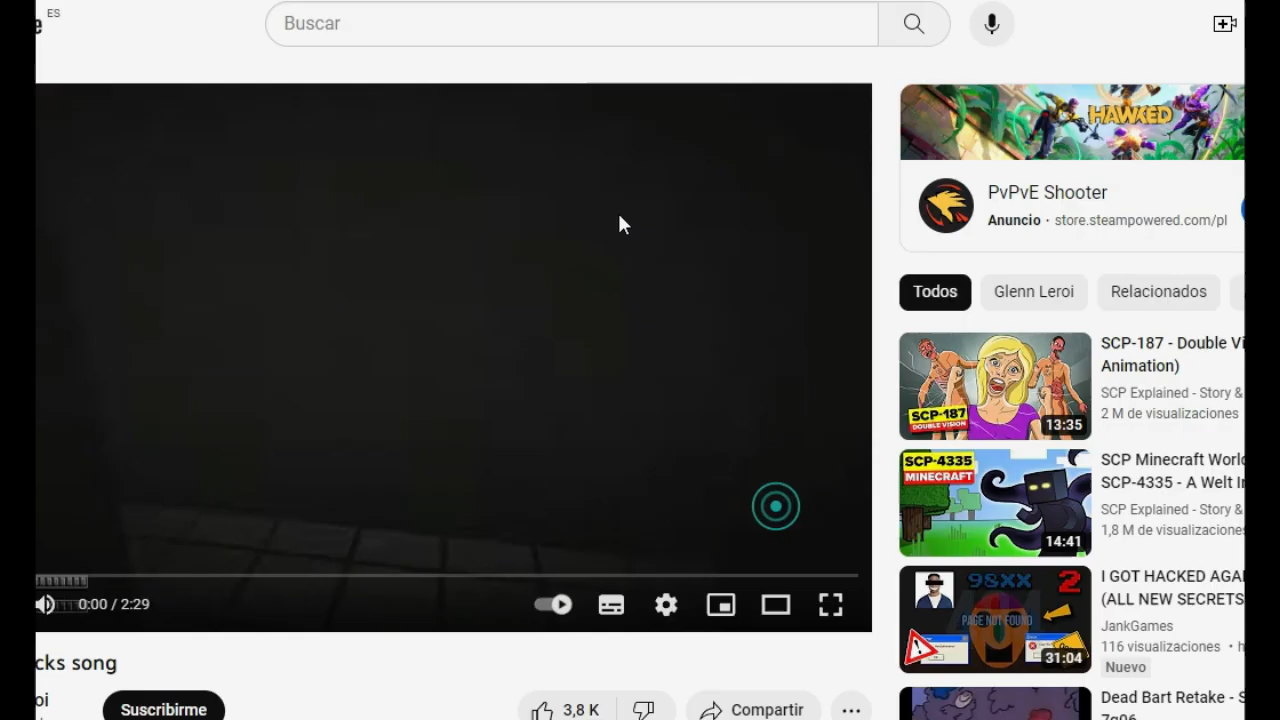 ES
Buscar
HAWKED
PvPvE Shooter
Anuncio · store.steampowered.com/pl
Todos
Glenn Leroi
Relacionados
SCP-187 - Double Vi
Animation)
SCP Explained - Story &
2 M de visualizaciones
SCP-187
DOUBLE VISION
13:35
SCP-4335
MINECRAFT
SCP Minecraft World
SCP-4335 - A Welt I
SCP Explained - Story &
1,8 M de visualizaciones
14:41
98XX
2
PAGE NOT FOUND
31:04
I GOT HACKED AGAI
(ALL NEW SECRETS
JankGames
116 visualizaciones • h
Nuevo
0:00 / 2:29
cks song
oi
Suscribirme
3,8 K
Compartir
Dead Bart Retake - S
7g06